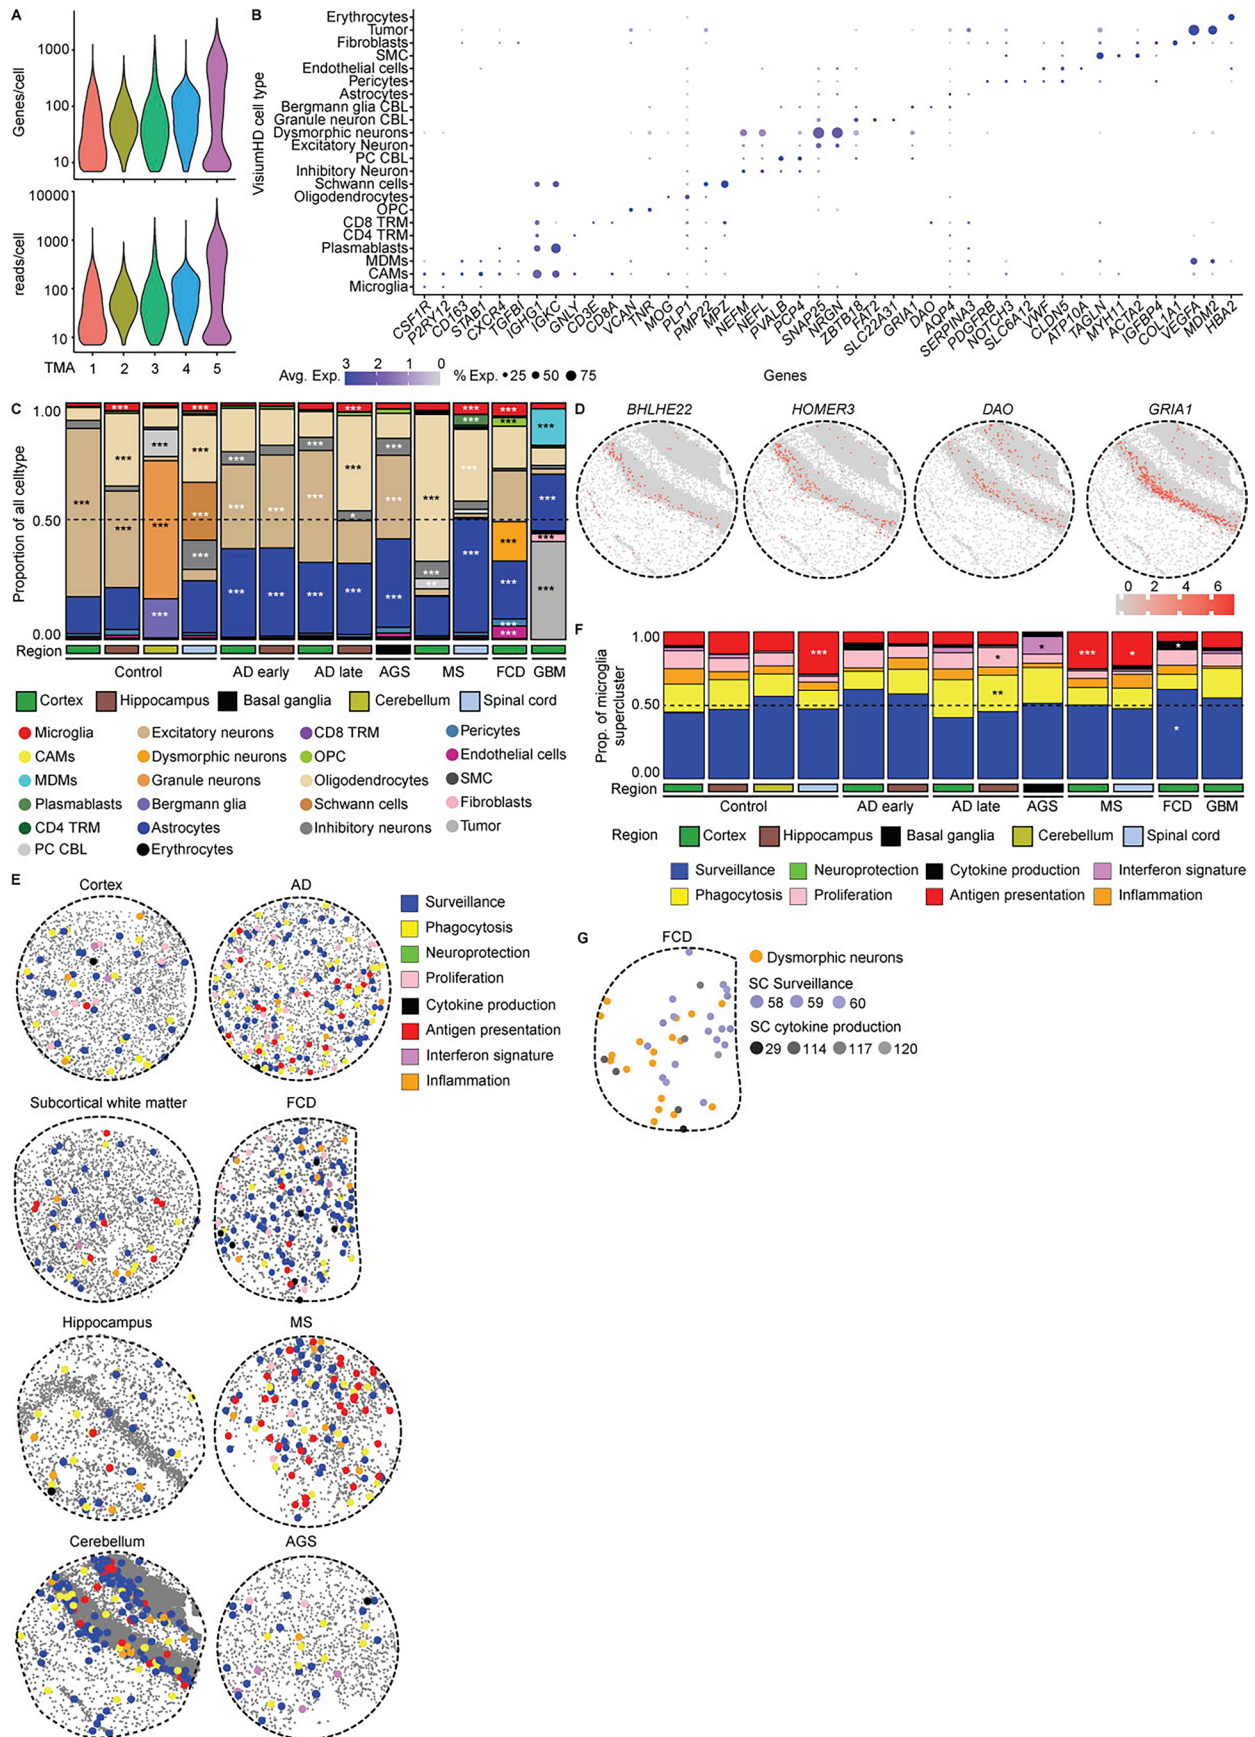 A
Genes/cell
1000
100
10
reads/cell
10000
1000
100
10
TMA 1 2 3 4 5
B
VisiumHD cell type
Erythrocytes
Tumor
Fibroblasts
SMC
Endothelial cells
Pericytes
Astrocytes
Bergmann glia CBL
Granule neuron CBL
Dysmorphic neurons
Excitatory Neuron
PC CBL
Inhibitory Neuron
Schwann cells
Oligodendrocytes
OPC
CD8 TRM
CD4 TRM
Plasmablasts
MDMs
CAMs
Microglia
CSF1R P2RY12 CD163 STAB1 CXCR4 TGFBI IGHG1 IGKC GNLY CD3E CD8A VCAN TNR MOG PLP1 PMP22 MPZ NEFM NEFL PVALB PCP4 SNAP25 NRGN ZBTB18 FAT2 SLC22A31 GRIA1 DAO AQP4 SERPINA3 PDGFRB NOTCH3 SLC6A12 VWF CLDN5 ATP10A TAGLN MYH11 ACTA2 IGFBP4 COL1A1 VEGFA MDM2 HBA2
Avg. Exp. 3 2 1 0 % Exp. 25 50 75 Genes
C
Proportion of all celltype
1.00
0.50
0.00
*** *** *** *** *** *** *** *** *** *** *** *** *** *** *** *** *** *** *** * *** *** *** *** *** ** *** *** *** *** *** *** *** *** *** *** *** *** *** ***
Region
Control AD early AD late AGS MS FCD GBM
Cortex Hippocampus Basal ganglia Cerebellum Spinal cord
Microglia Excitatory neurons CD8 TRM Pericytes
CAMs Dysmorphic neurons OPC Endothelial cells
MDMs Granule neurons Oligodendrocytes SMC
Plasmablasts Bergmann glia Schwann cells Fibroblasts
CD4 TRM Astrocytes Inhibitory neurons Tumor
PC CBL Erythrocytes
D
BHLHE22 HOMER3 DAO GRIA1
0 2 4 6
F
Prop. of microglia
supercluster
1.00
0.50
0.00
*** * ** * *** * * *
Region
Control AD early AD late AGS MS FCD GBM
Region Cortex Hippocampus Basal ganglia Cerebellum Spinal cord
Surveillance Neuroprotection Cytokine production Interferon signature
Phagocytosis Proliferation Antigen presentation Inflammation
E
Cortex AD
Surveillance
Phagocytosis
Neuroprotection
Proliferation
Cytokine production
Antigen presentation
Interferon signature
Inflammation
Subcortical white matter FCD
Hippocampus MS
Cerebellum AGS
G
FCD
Dysmorphic neurons
SC Surveillance
58 59 60
SC cytokine production
29 114 117 120